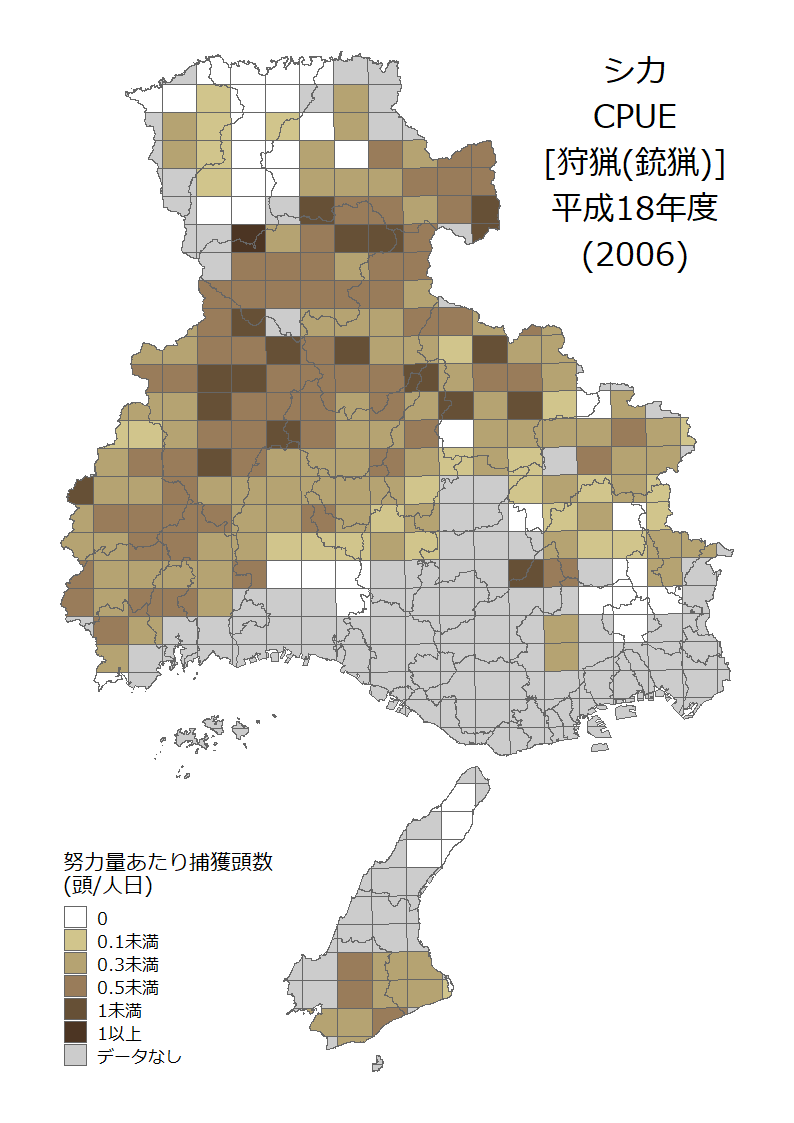 シカ
CPUE
[狩猟(銃猟)]
平成18年度
(2006)
努力量あたり捕獲頭数
(頭/人日)
0
0.1未満
0.3未満
0.5未満
1未満
1以上
データなし